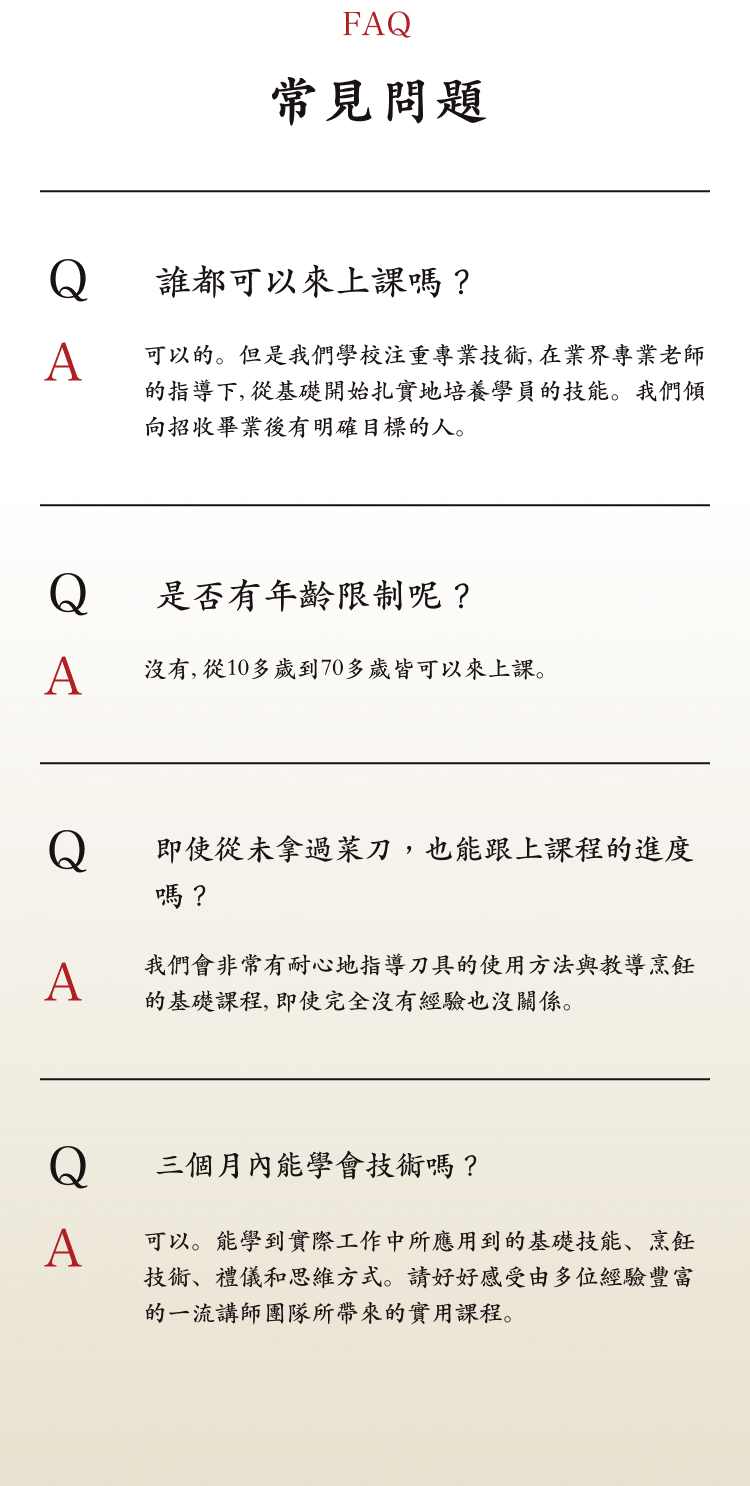 FAQ
常見問題
Q 誰都可以來上課嗎？
A 可以的。但是我們學校注重專業技術, 在業界專業老師
的指導下, 從基礎開始扎實地培養學員的技能。我們傾
向招收畢業後有明確目標的人。
Q 是否有年齡限制呢？
A 沒有, 從10多歲到70多歲皆可以來上課。
Q 即使從未拿過菜刀，也能跟上課程的進度
嗎？
A 我們會非常有耐心地指導刀具的使用方法與教導烹飪
的基礎課程, 即使完全沒有經驗也沒關係。
Q 三個月內能學會技術嗎？
A 可以。能學到實際工作中所應用到的基礎技能、烹飪
技術、禮儀和思維方式。請好好感受由多位經驗豐富
的一流講師團隊所帶來的實用課程。